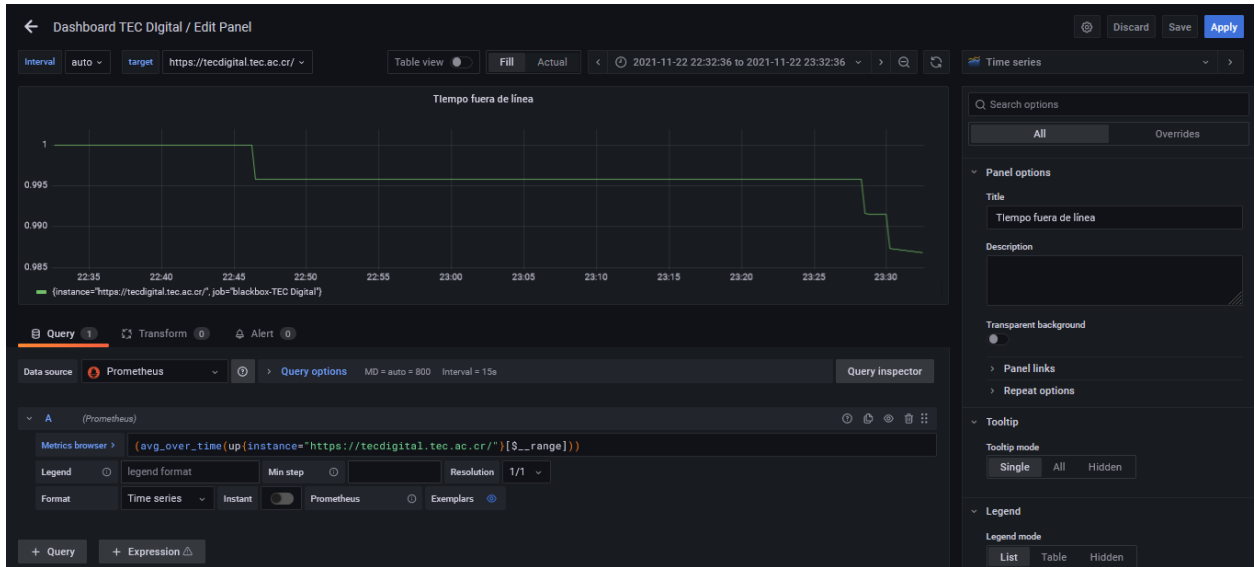 Dashboard TEC DIgital / Edit Panel
Discard Save Apply
Interval auto target https://tecdigital.tec.ac.cr/ Table view Fill Actual 2021-11-22 22:32:36 to 2021-11-22 23:32:36 Time series
TIempo fuera de línea
1
0.995
0.990
0.985
22:35 22:40 22:45 22:50 22:55 23:00 23:05 23:10 23:15 23:20 23:25 23:30
{instance="https://tecdigital.tec.ac.cr/", job="blackbox-TEC Digital"}
Query 1 Transform 0 Alert 0
Data source Prometheus > Query options MD = auto = 800 Interval = 15s Query inspector
A (Prometheus)
Metrics browser > (avg_over_time(up{instance="https://tecdigital.tec.ac.cr/"}[$__range]))
Legend legend format Min step Resolution 1/1
Format Time series Instant Prometheus Exemplars
+ Query + Expression
Search options
All Overrides
Panel options
Title
TIempo fuera de línea
Description
Transparent background
> Panel links
> Repeat options
Tooltip
Tooltip mode
Single All Hidden
Legend
Legend mode
List Table Hidden